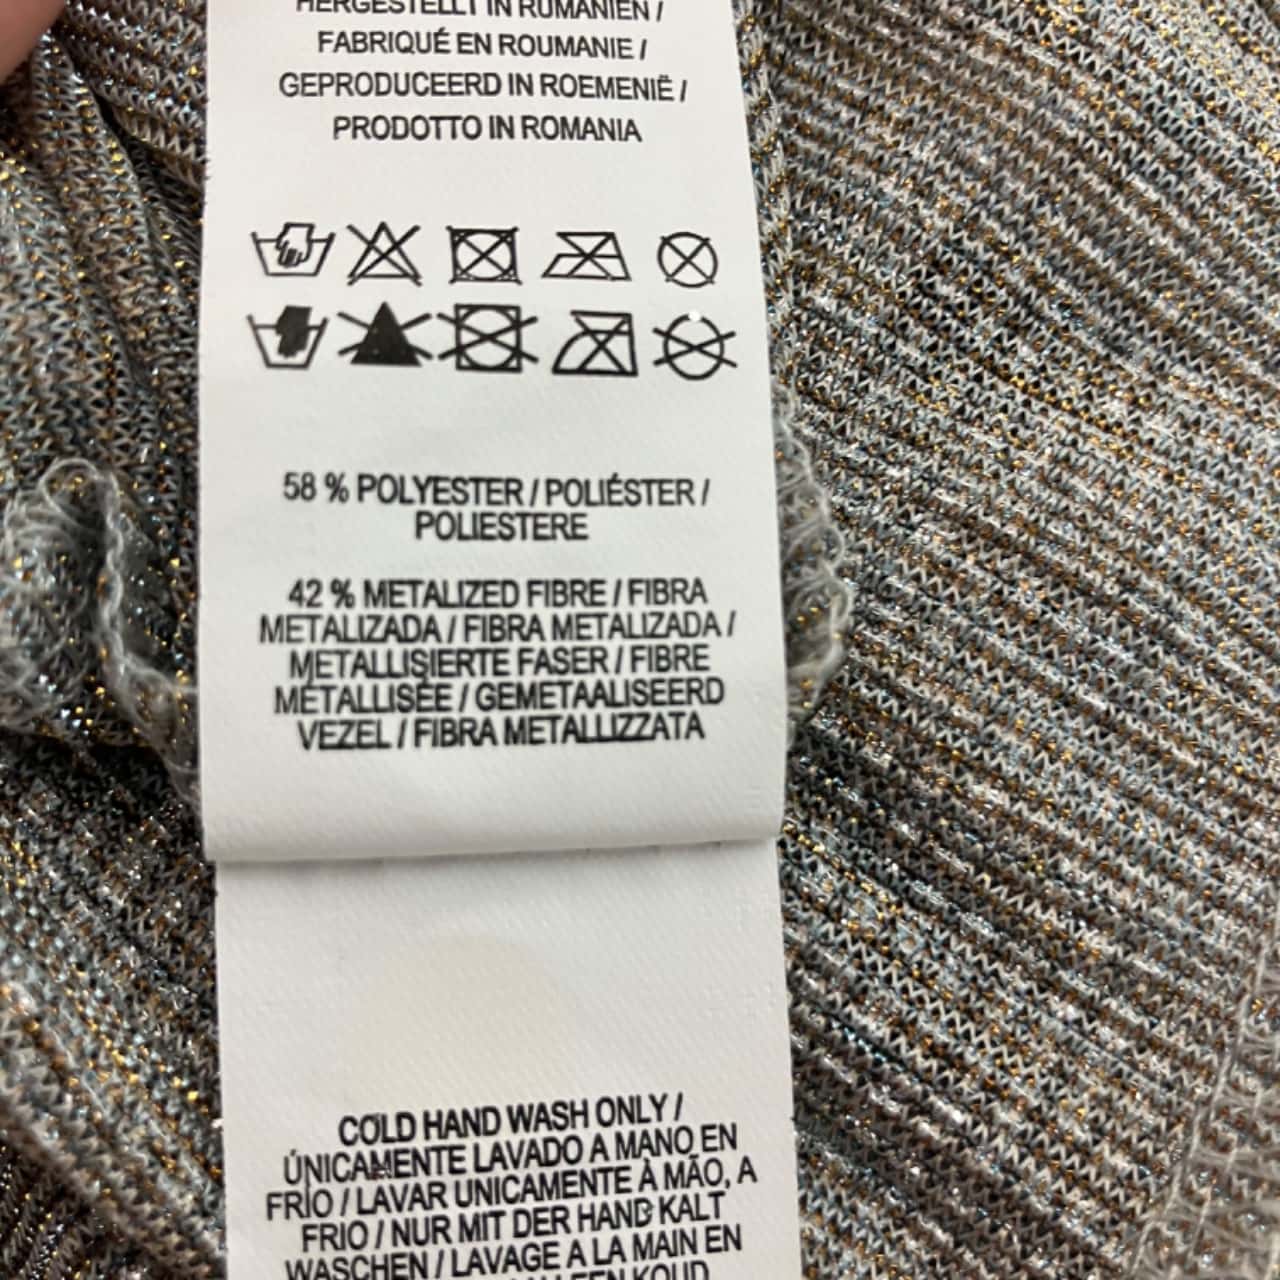 HERGESTELLT IN RUMÄNIEN /
FABRIQUÉ EN ROUMANIE /
GEPRODUCEERD IN ROEMENIË /
PRODOTTO IN ROMANIA
58 % POLYESTER / POLIÉSTER /
POLIESTERE
42 % METALIZED FIBRE / FIBRA
METALIZADA / FIBRA METALIZADA /
METALLISIERTE FASER / FIBRE
MÉTALLISÉE / GEMETAALISEERD
VEZEL / FIBRA METALLIZZATA
COLD HAND WASH ONLY /
ÚNICAMENTE LAVADO A MANO EN
FRÍO / LAVAR UNICAMENTE À MÃO, A
FRIO / NUR MIT DER HAND KALT
WASCHEN / LAVAGE A LA MAIN EN
ALLEEN KOUD